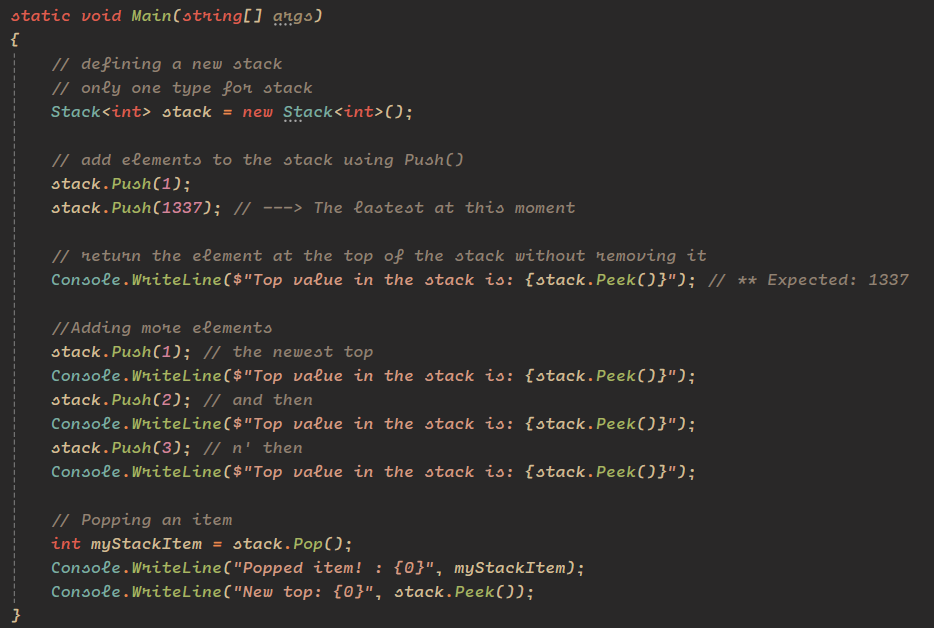 static void Main(string[] args)
{
// defining a new stack
// only one type for stack
Stack<int> stack = new Stack<int>();
// add elements to the stack using Push()
stack.Push(1);
stack.Push(1337); // ---> The lastest at this moment
// return the element at the top of the stack without removing it
Console.WriteLine($"Top value in the stack is: {stack.Peek()}"); // ** Expected: 1337
//Adding more elements
stack.Push(1); // the newest top
Console.WriteLine($"Top value in the stack is: {stack.Peek()}");
stack.Push(2); // and then
Console.WriteLine($"Top value in the stack is: {stack.Peek()}");
stack.Push(3); // n' then
Console.WriteLine($"Top value in the stack is: {stack.Peek()}");
// Popping an item
int myStackItem = stack.Pop();
Console.WriteLine("Popped item! : {0}", myStackItem);
Console.WriteLine("New top: {0}", stack.Peek());
}